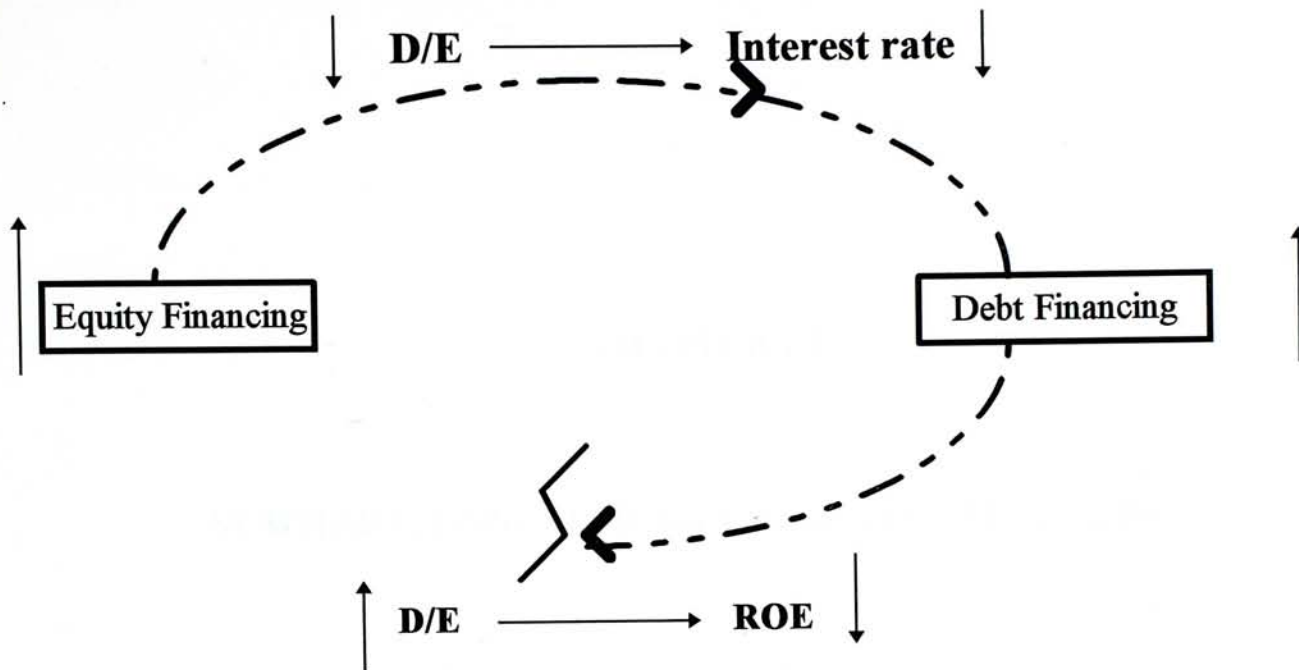 D/E Interest rate
Equity Financing
Debt Financing
D/E ROE